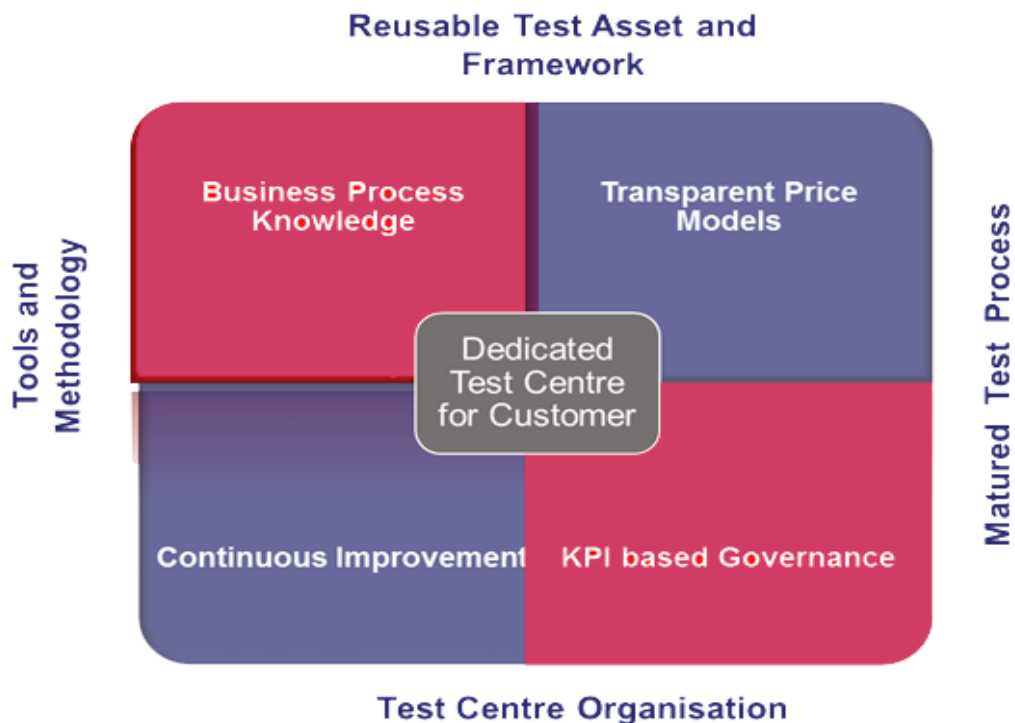 Reusable Test Asset and
Framework
Business Process
Knowledge
Transparent Price
Models
Tools and
Methodology
Dedicated
Test Centre
for Customer
Matured Test Process
Continuous Improvement
KPI based Governance
Test Centre Organisation